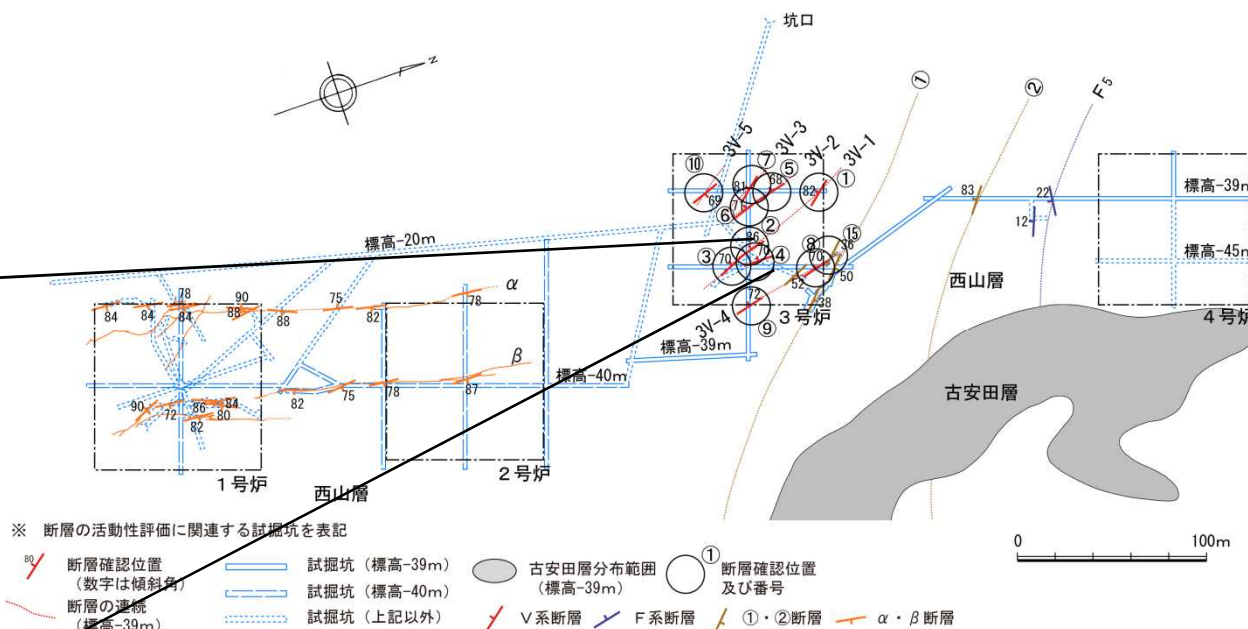 坑口
N
①
②
F5
3V-5
3V-3
3V-2
3V-1
⑩
⑦
⑤
①
69
81
68
82
71
⑥
②
86
③
70
70
④
⑧
⑮
70
36
52
50
38
72
3V-4
⑨
3号炉
標高-39m
83
22
12
標高-39m
標高-45m
4号炉
西山層
古安田層
標高-20m
α
78
90
75
78
84
84
84
88
88
82
β
標高-40m
90
72
86
84
80
82
82
75
78
87
1号炉
2号炉
西山層
※ 断層の活動性評価に関連する試掘坑を表記
80
断層確認位置
(数字は傾斜角)
断層の連続
(標高-39m)
試掘坑(標高-39m)
試掘坑(標高-40m)
試掘坑(上記以外)
古安田層分布範囲
(標高-39m)
①
断層確認位置
及び番号
V系断層
F系断層
①・②断層
α・β断層
0
100m